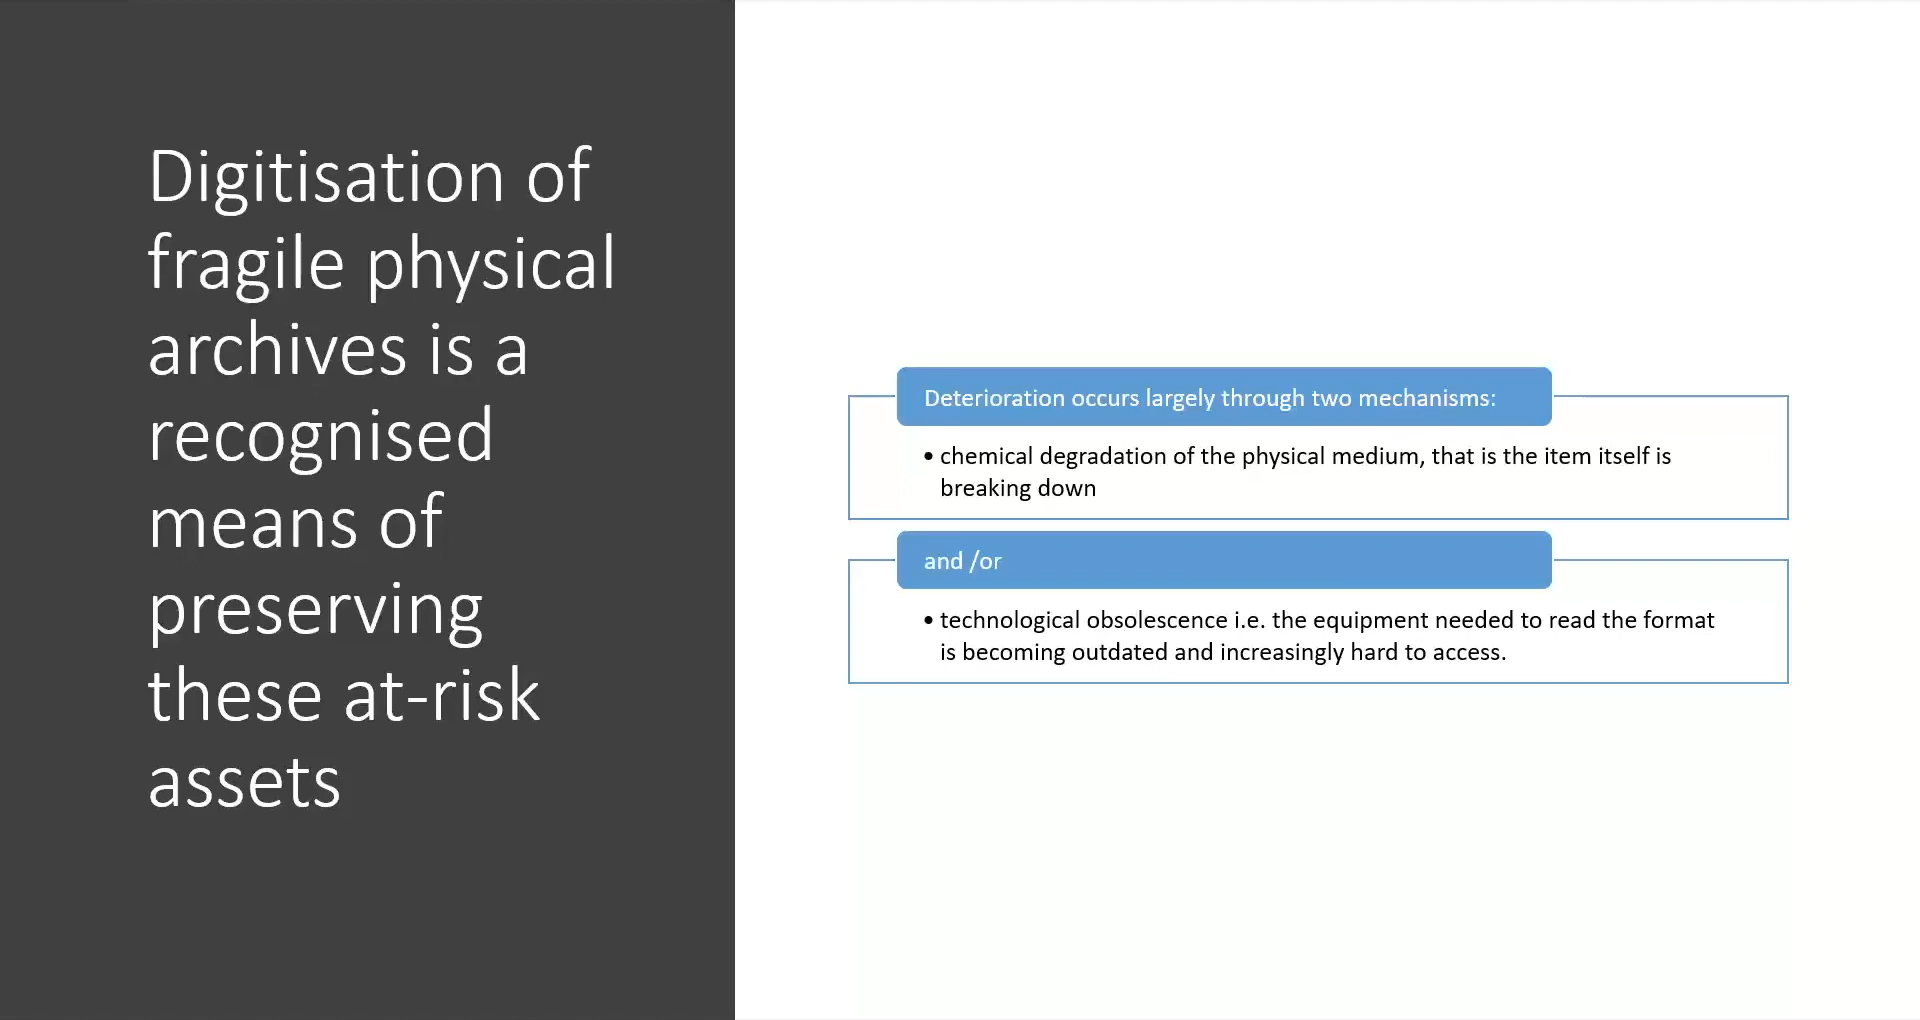 Digitisation of
fragile physical
archives is a
recognised
means of
preserving
these at-risk
assets
Deterioration occurs largely through two mechanisms:
• chemical degradation of the physical medium, that is the item itself is
breaking down
and /or
• technological obsolescence i.e. the equipment needed to read the format
is becoming outdated and increasingly hard to access.